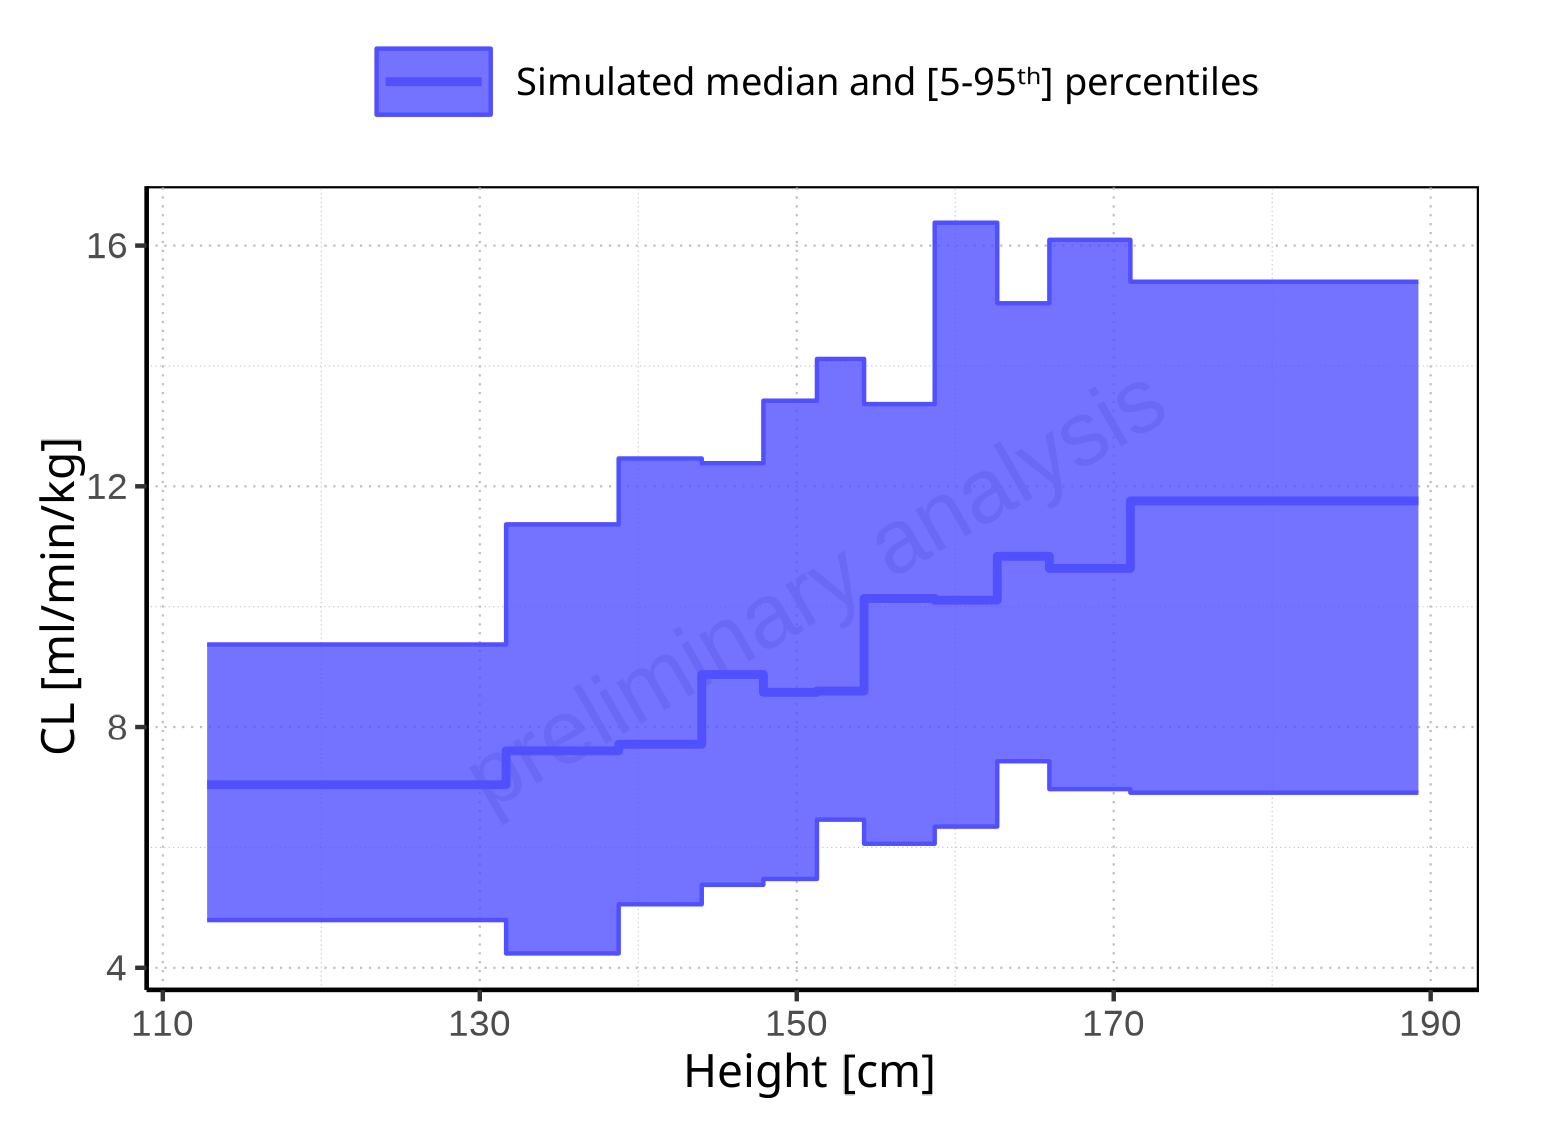 Simulated median and [5-95ᵗʰ] percentiles
CL [ml/min/kg]
16
12
8
4
preliminary analysis
110 130 150 170 190
Height [cm]